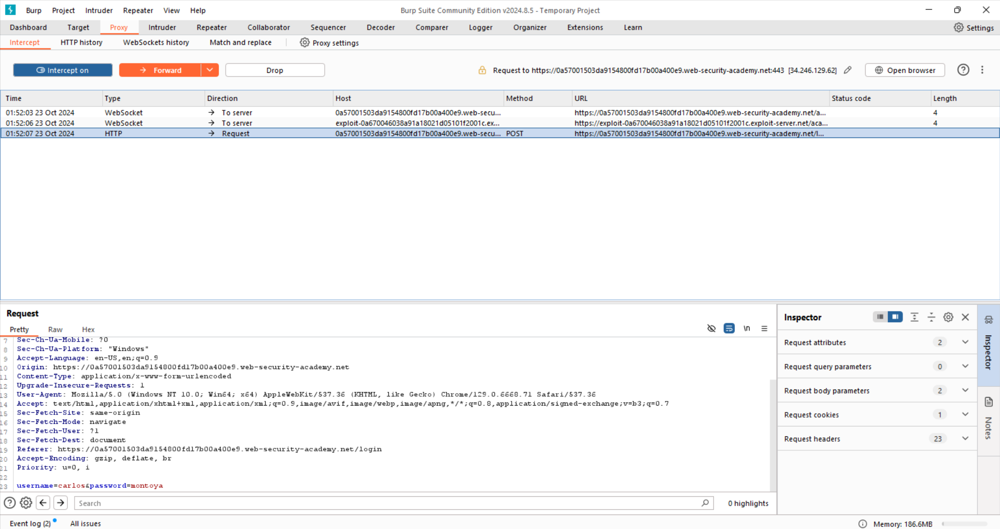 Burp Project Intruder Repeater View Help Burp Suite Community Edition v2024.8.5 - Temporary Project
Dashboard Target Proxy Intruder Repeater Collaborator Sequencer Decoder Comparer Logger Organizer Extensions Learn Settings
Intercept HTTP history WebSockets history Match and replace Proxy settings
Intercept on Forward Drop Request to https://0a57001503da9154800fd17b00a400e9.web-security-academy.net:443 [34.246.129.62] Open browser
Time Type Direction Host Method URL Status code Length
01:52:03 23 Oct 2024 WebSocket → To server 0a57001503da9154800fd17b00a400e9.web-secu... https://0a57001503da9154800fd17b00a400e9.web-security-academy.net/a... 4
01:52:06 23 Oct 2024 WebSocket → To server exploit-0a670046038a91a18021d05101f2001c.ex... https://exploit-0a670046038a91a18021d05101f2001c.exploit-server.net/aca... 4
01:52:07 23 Oct 2024 HTTP → Request 0a57001503da9154800fd17b00a400e9.web-secu... POST https://0a57001503da9154800fd17b00a400e9.web-security-academy.net/l...
Request
Pretty Raw Hex \n
7 Sec-Ch-Ua-Mobile: ?0
8 Sec-Ch-Ua-Platform: "Windows"
9 Accept-Language: en-US,en;q=0.9
10 Origin: https://0a57001503da9154800fd17b00a400e9.web-security-academy.net
11 Content-Type: application/x-www-form-urlencoded
12 Upgrade-Insecure-Requests: 1
13 User-Agent: Mozilla/5.0 (Windows NT 10.0; Win64; x64) AppleWebKit/537.36 (KHTML, like Gecko) Chrome/129.0.6668.71 Safari/537.36
14 Accept: text/html,application/xhtml+xml,application/xml;q=0.9,image/avif,image/webp,image/apng,*/*;q=0.8,application/signed-exchange;v=b3;q=0.7
15 Sec-Fetch-Site: same-origin
16 Sec-Fetch-Mode: navigate
17 Sec-Fetch-User: ?1
18 Sec-Fetch-Dest: document
19 Referer: https://0a57001503da9154800fd17b00a400e9.web-security-academy.net/login
20 Accept-Encoding: gzip, deflate, br
21 Priority: u=0, i
22
23 username=carlos&password=montoya
Search 0 highlights
Inspector
Request attributes 2
Request query parameters 0
Request body parameters 2
Request cookies 1
Request headers 23
Inspector
Notes
Event log (2) All issues Memory: 186.6MB